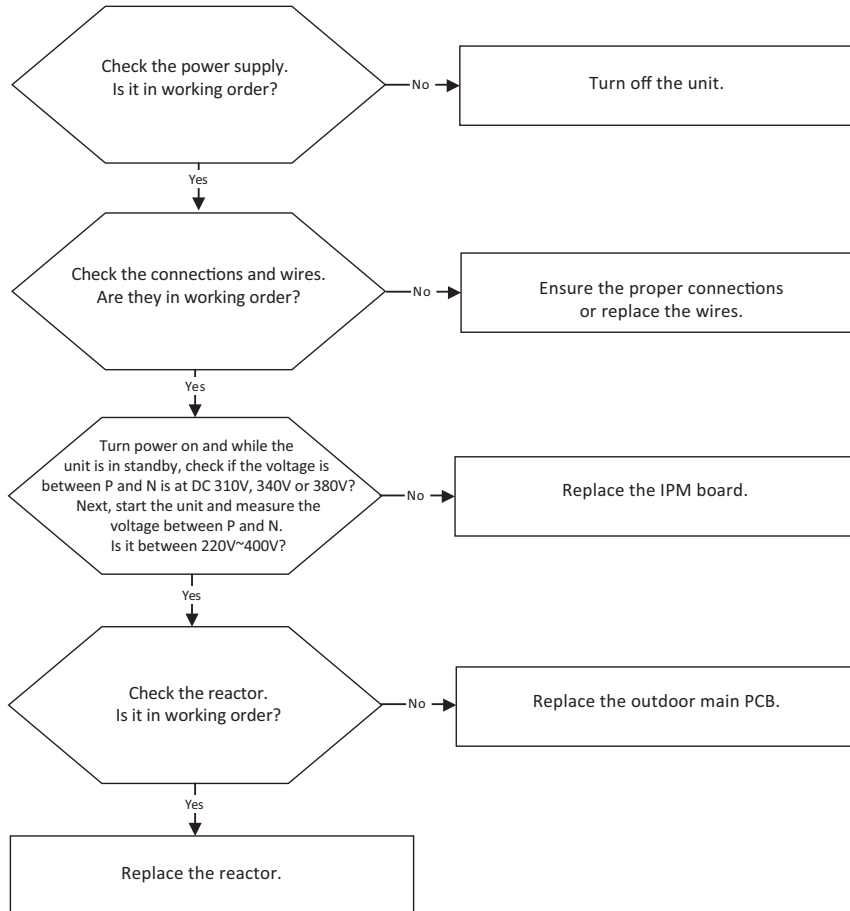 Check the power supply.
Is it in working order?
No
Turn off the unit.
Yes
Check the connections and wires.
Are they in working order?
No
Ensure the proper connections
or replace the wires.
Yes
Turn power on and while the
unit is in standby, check if the voltage is
between P and N is at DC 310V, 340V or 380V?
Next, start the unit and measure the
voltage between P and N.
Is it between 220V~400V?
No
Replace the IPM board.
Yes
Check the reactor.
Is it in working order?
No
Replace the outdoor main PCB.
Yes
Replace the reactor.